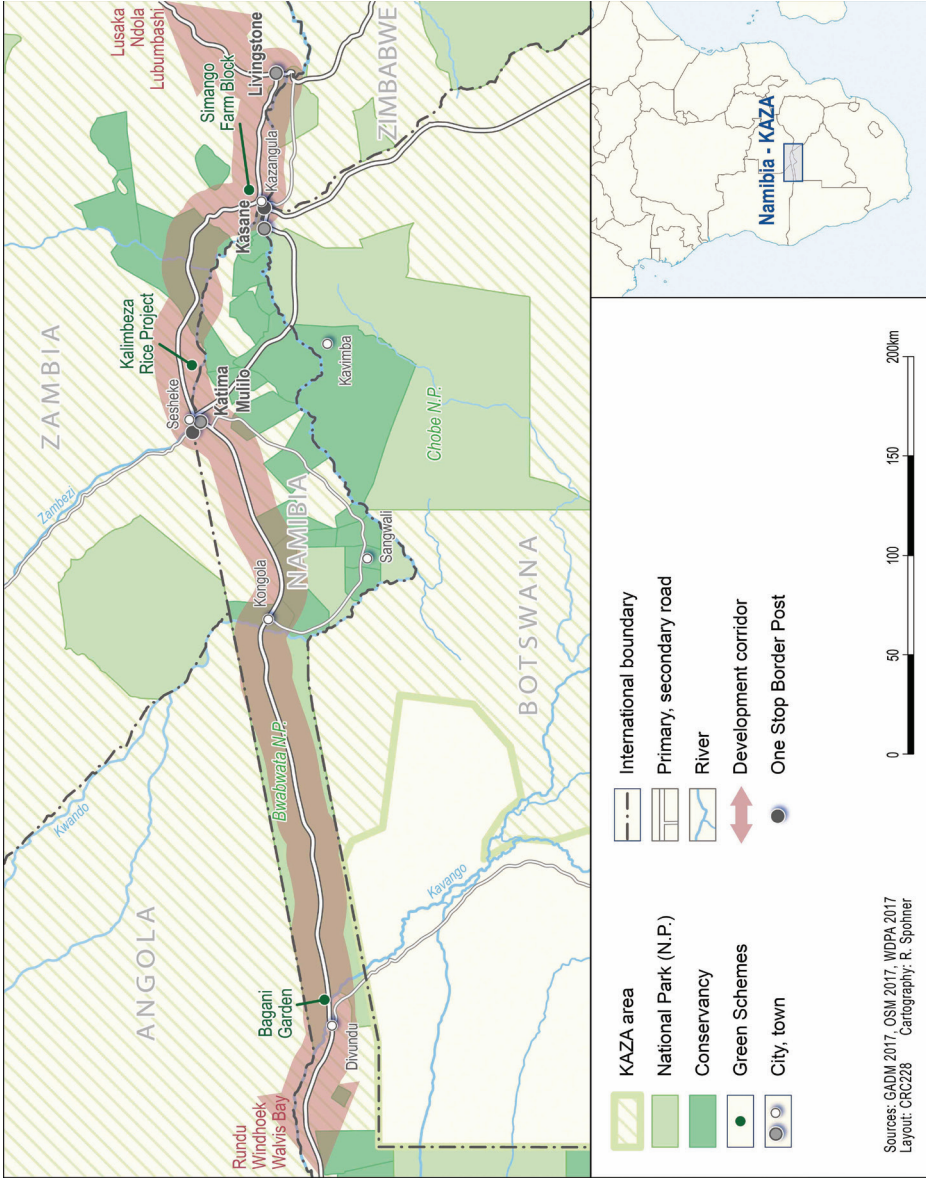 ZAMBIA
ANGOLA
NAMIBIA
BOTSWANA
ZIMBABWE
Rundu
Windhoek
Walvis Bay
Lusaka
Ndola
Lubumbashi
Bagani
Garden
Divundu
Bwabwata N.P.
Kwando
Kavango
Kongola
Sangwali
Zambezi
Sesheke
Katima
Mulilo
Kalimbeza
Rice Project
Chobe N.P.
Kavimba
Kasane
Kazangula
Simango
Farm Block
Livingstone
KAZA area
National Park (N.P.)
Conservancy
Green Schemes
City, town
International boundary
Primary, secondary road
River
Development corridor
One Stop Border Post
Sources: GADM 2017, OSM 2017, WDPA 2017
Layout: CRC228 Cartography: R. Spohner
0 50 100 150 200km
Namibia - KAZA